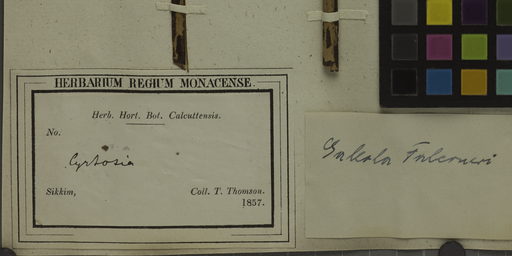 HERBARIUM REGIUM MONACENSE.
Herb. Hort. Bot. Calcuttensis.
No.
Cyrtosia
Sikkim,
Coll. T. Thomson.
1857.
Galeola Falconeri